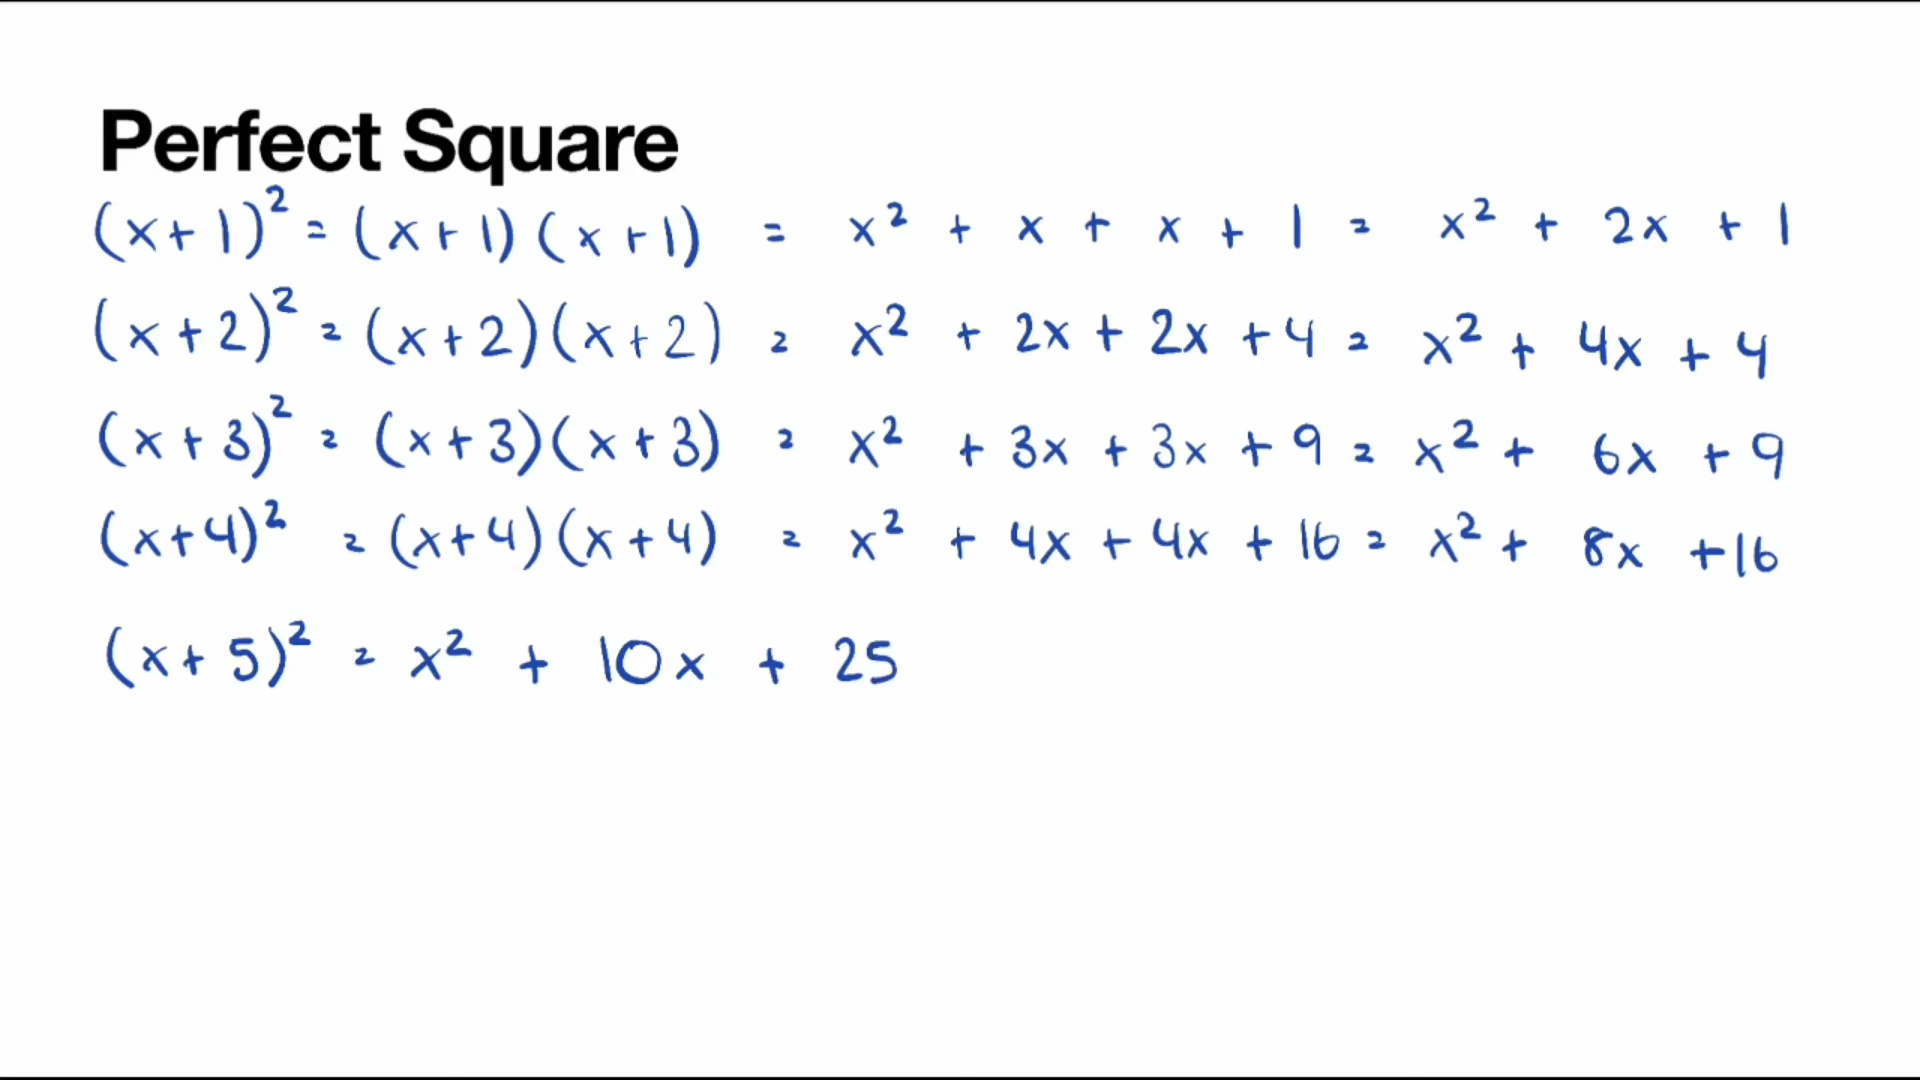 Perfect Square
(x+1)² = (x+1)(x+1) = x² + x + x + 1 = x² + 2x + 1
(x+2)² = (x+2)(x+2) = x² + 2x + 2x + 4 = x² + 4x + 4
(x+3)² = (x+3)(x+3) = x² + 3x + 3x + 9 = x² + 6x + 9
(x+4)² = (x+4)(x+4) = x² + 4x + 4x + 16 = x² + 8x + 16
(x+5)² = x² + 10x + 25